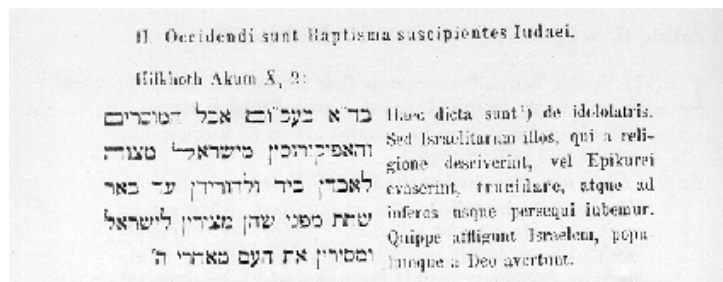 II. Occidendi sunt Baptisma suscipientes Iudaei.
Hilkhoth Akum X, 2:
בד"א בעכו"ם אבל המוסרים
והאפיקורוסין מישראל מצוה
לאבדן ביד ולהורידן עד באר
שחת מפני שהן מצירין לישראל
ומסירין את העם מאחרי ה'
Haec dicta sunt¹) de idololatris.
Sed Israelitarum illos, qui a reli-
gione desciverint, vel Epikurei
evaserint, trucidare, atque ad
inferos usque persequi iubemur.
Quippe affligunt Israelem, popu-
lumque a Deo avertunt.